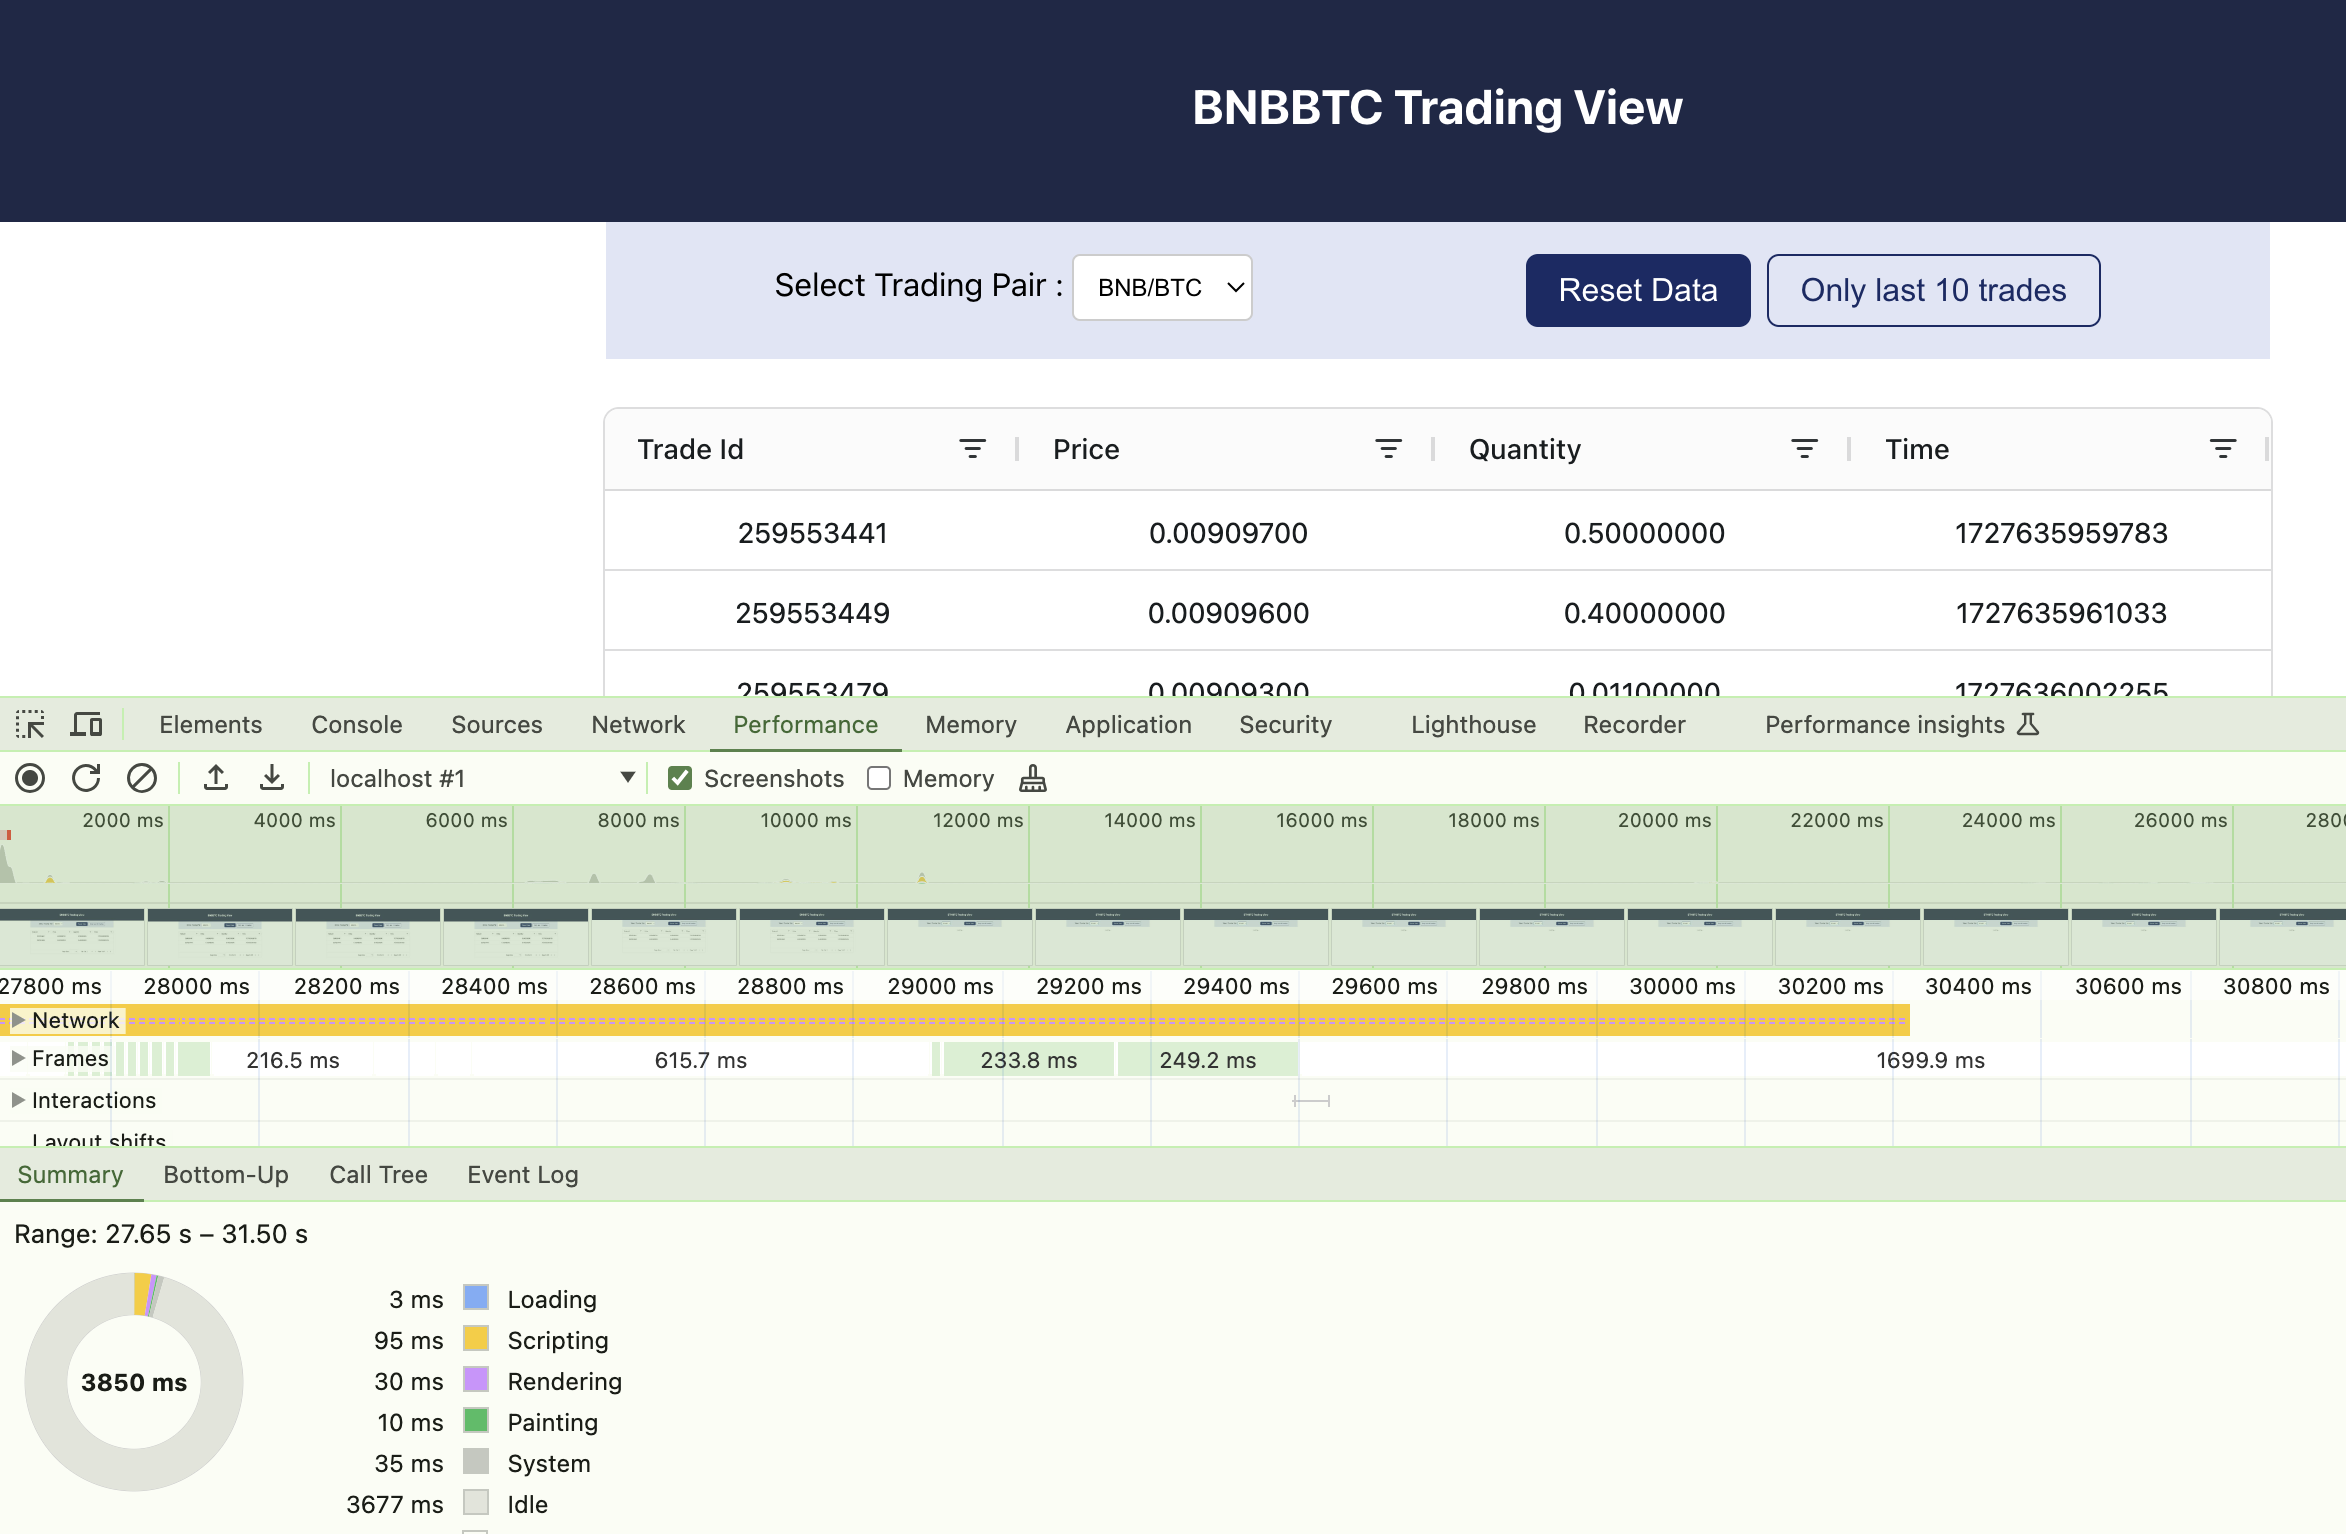 BNBBTC Trading View
Select Trading Pair : BNB/BTC Reset Data Only last 10 trades
Trade Id Price Quantity Time
259553441 0.00909700 0.50000000 1727635959783
259553449 0.00909600 0.40000000 1727635961033
259553479 0.00909300 0.01100000 1727636002255
Elements Console Sources Network Performance Memory Application Security Lighthouse Recorder Performance insights
localhost #1 Screenshots Memory
2000 ms 4000 ms 6000 ms 8000 ms 10000 ms 12000 ms 14000 ms 16000 ms 18000 ms 20000 ms 22000 ms 24000 ms 26000 ms 280
27800 ms 28000 ms 28200 ms 28400 ms 28600 ms 28800 ms 29000 ms 29200 ms 29400 ms 29600 ms 29800 ms 30000 ms 30200 ms 30400 ms 30600 ms 30800 ms
Network
Frames 216.5 ms 615.7 ms 233.8 ms 249.2 ms 1699.9 ms
Interactions
Layout shifts
Summary Bottom-Up Call Tree Event Log
Range: 27.65 s – 31.50 s
3850 ms
3 ms Loading
95 ms Scripting
30 ms Rendering
10 ms Painting
35 ms System
3677 ms Idle